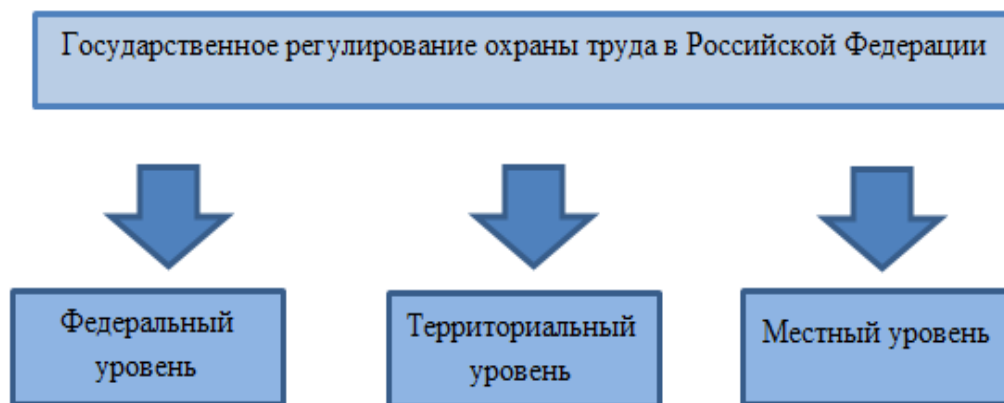 Государственное регулирование охраны труда в Российской Федерации
Федеральный
уровень
Территориальный
уровень
Местный уровень